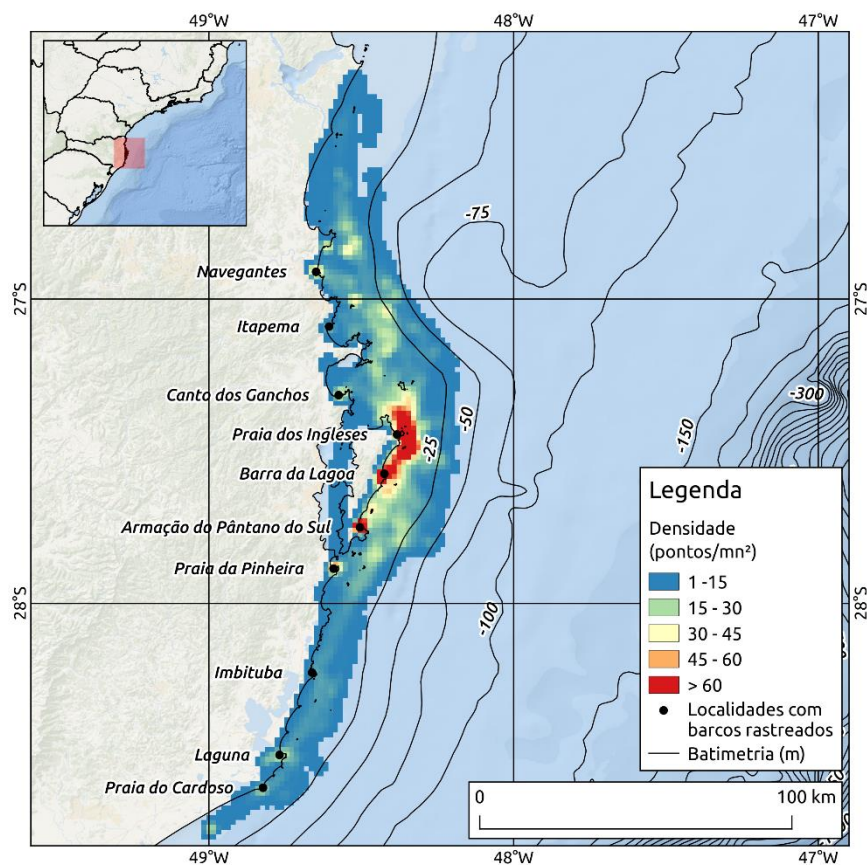 49°W
48°W
47°W
Navegantes
-75
27°S
27°S
Itapema
Canto dos Ganchos
-300
Praia dos Ingleses
-50
-25
-150
Barra da Lagoa
Armação do Pântano do Sul
Praia da Pinheira
28°S
28°S
-100
Imbituba
Laguna
Praia do Cardoso
Legenda
Densidade
(pontos/mn²)
1 -15
15 - 30
30 - 45
45 - 60
> 60
Localidades com
barcos rastreados
Batimetria (m)
0
100 km
49°W
48°W
47°W